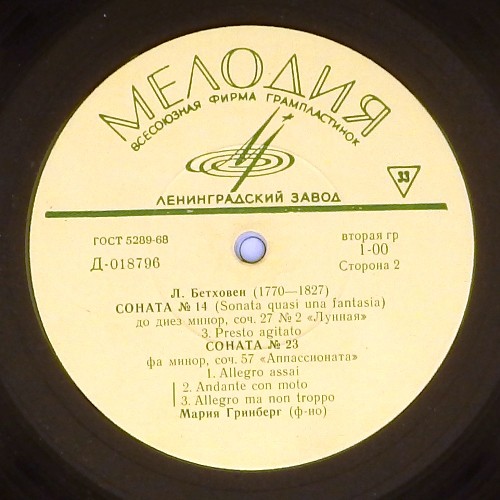 МЕЛОДИЯ
ВСЕСОЮЗНАЯ ФИРМА ГРАМПЛАСТИНОК
33
ЛЕНИНГРАДСКИЙ ЗАВОД
ГОСТ 5289-68
вторая гр
Д-018796
1-00
Сторона 2
Л. Бетховен (1770—1827)
СОНАТА № 14 (Sonata quasi una fantasia)
до диез минор, соч. 27 № 2 «Лунная»
3. Presto agitato
СОНАТА № 23
фа минор, соч. 57 «Аппассионата»
1. Allegro assai
2. Andante con moto
3. Allegro ma non troppo
Мария Гринберг (ф-но)